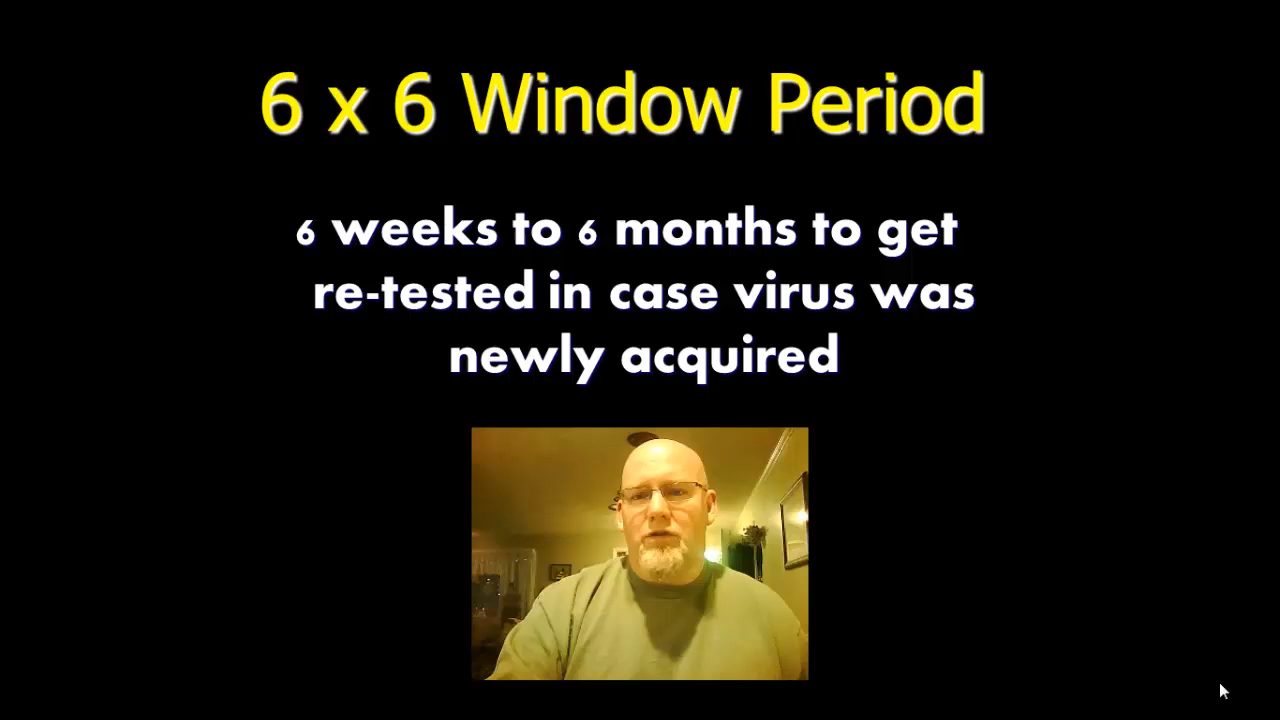 6 x 6 Window Period
6 weeks to 6 months to get
re-tested in case virus was
newly acquired